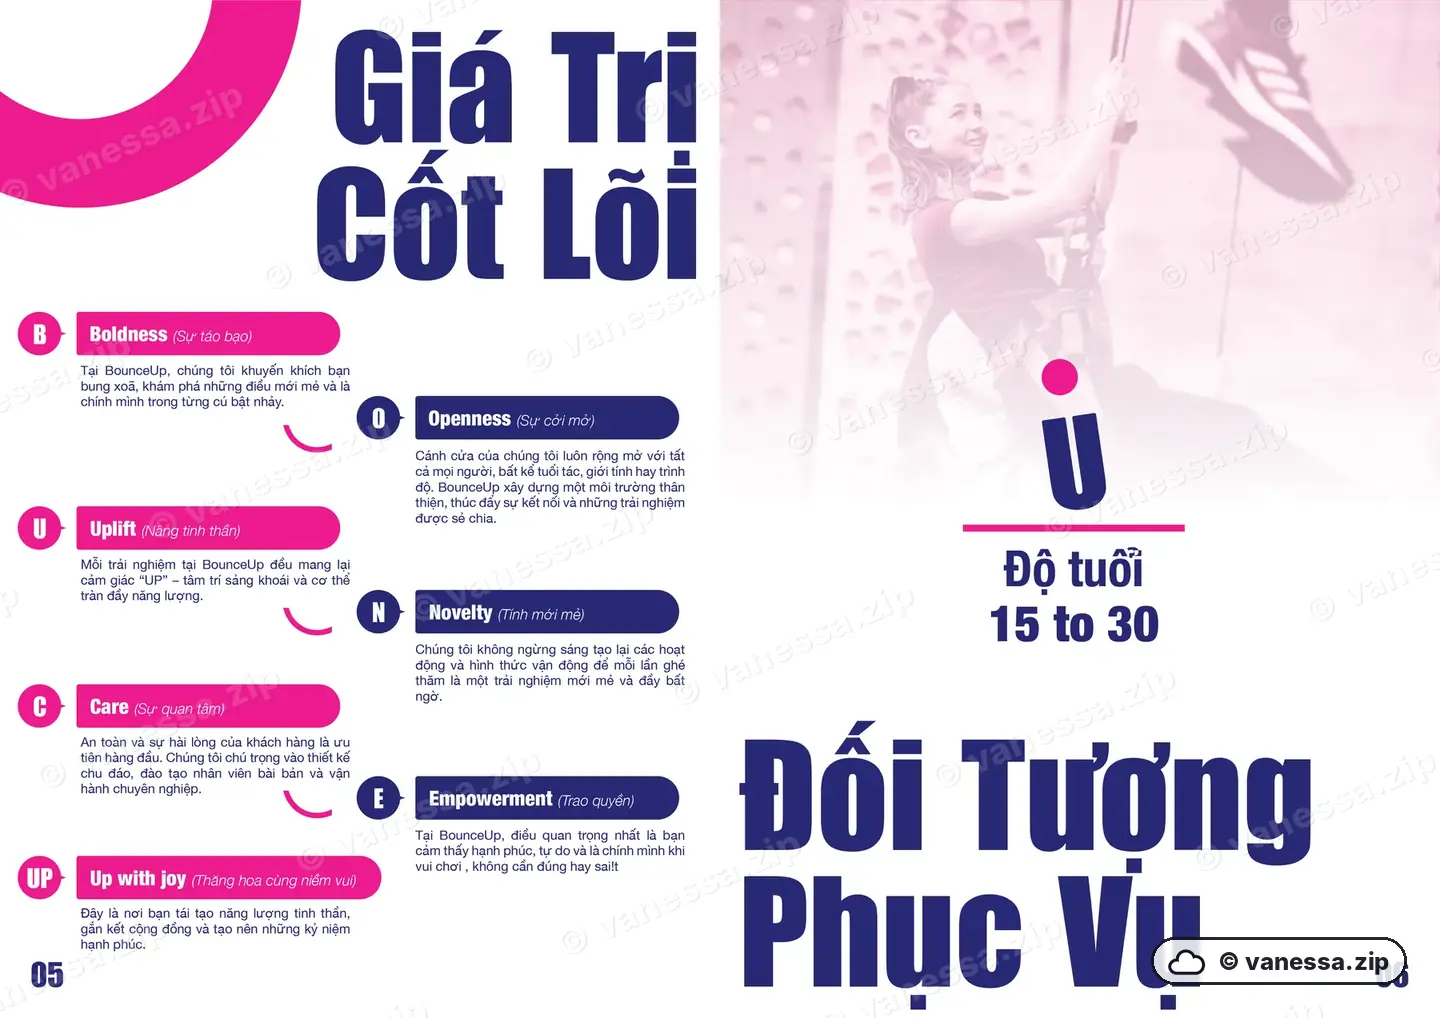 Giá Trị
Cốt Lõi
B
Boldness (Sự táo bạo)
Tại BounceUp, chúng tôi khuyến khích bạn
bung xoã, khám phá những điều mới mẻ và là
chính mình trong từng cú bật nhảy.
O
Openness (Sự cởi mở)
Cánh cửa của chúng tôi luôn rộng mở với tất
cả mọi người, bất kể tuổi tác, giới tính hay trình
độ. BounceUp xây dựng một môi trường thân
thiện, thúc đẩy sự kết nối và những trải nghiệm
được sẻ chia.
U
Uplift (Nâng tinh thần)
Mỗi trải nghiệm tại BounceUp đều mang lại
cảm giác “UP” – tâm trí sảng khoái và cơ thể
tràn đầy năng lượng.
N
Novelty (Tính mới mẻ)
Chúng tôi không ngừng sáng tạo lại các hoạt
động và hình thức vận động để mỗi lần ghé
thăm là một trải nghiệm mới mẻ và đầy bất
ngờ.
C
Care (Sự quan tâm)
An toàn và sự hài lòng của khách hàng là ưu
tiên hàng đầu. Chúng tôi chú trọng vào thiết kế
chu đáo, đào tạo nhân viên bài bản và vận
hành chuyên nghiệp.
E
Empowerment (Trao quyền)
Tại BounceUp, điều quan trọng nhất là bạn
cảm thấy hạnh phúc, tự do và là chính mình khi
vui chơi , không cần đúng hay sai!t
UP
Up with joy (Thăng hoa cùng niềm vui)
Đây là nơi bạn tái tạo năng lượng tinh thần,
gắn kết cộng đồng và tạo nên những kỷ niệm
hạnh phúc.
05
U
Độ tuổi
15 to 30
Đối Tượng
Phục Vụ
© vanessa.zip
06